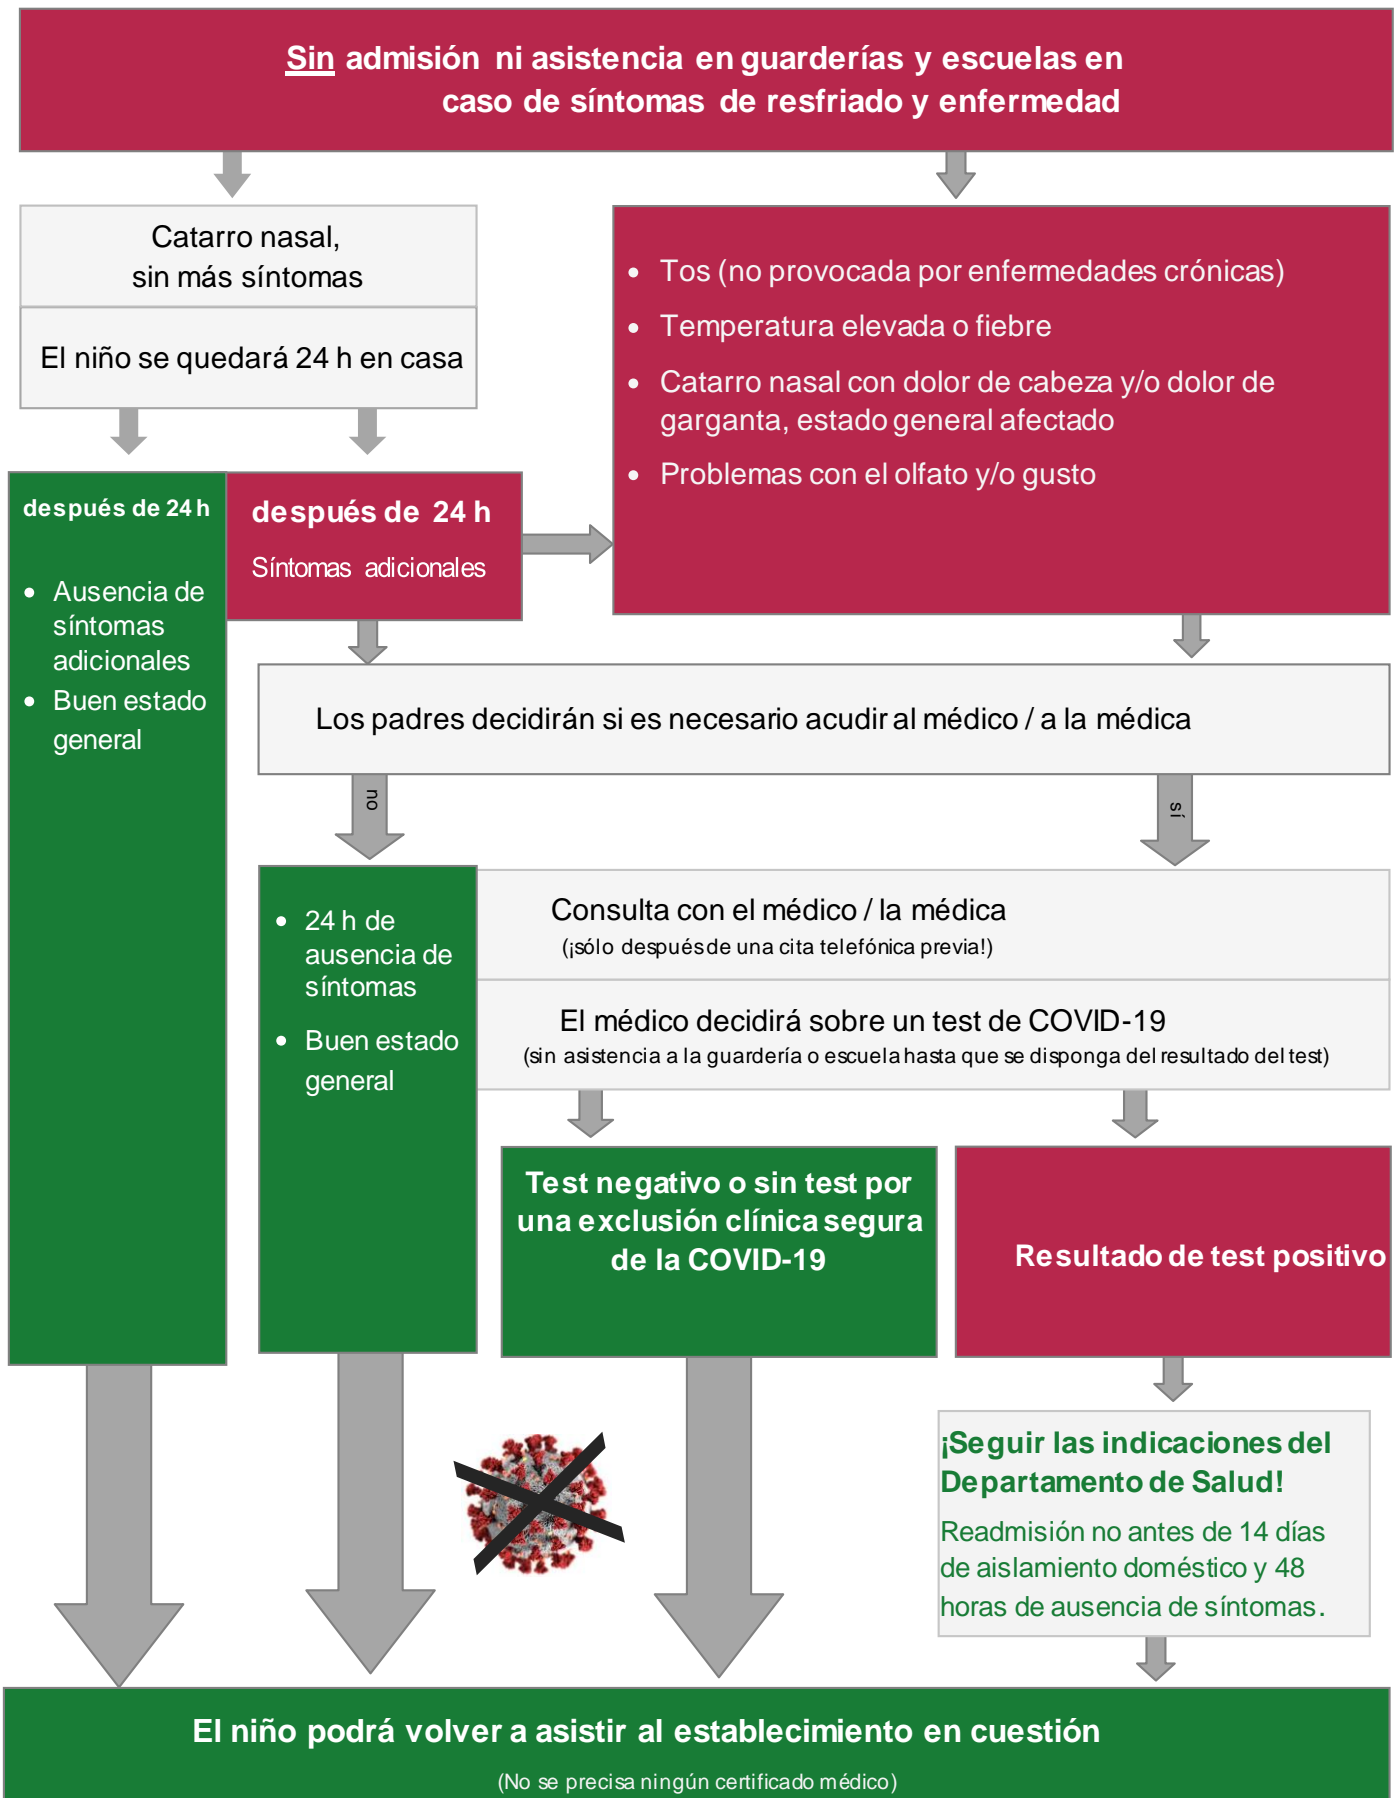 Sin admisión ni asistencia en guarderías y escuelas en
caso de síntomas de resfriado y enfermedad
Catarro nasal,
sin más síntomas
El niño se quedará 24 h en casa
• Tos (no provocada por enfermedades crónicas)
• Temperatura elevada o fiebre
• Catarro nasal con dolor de cabeza y/o dolor de
garganta, estado general afectado
• Problemas con el olfato y/o gusto
después de 24 h
• Ausencia de
síntomas
adicionales
• Buen estado
general
después de 24 h
Síntomas adicionales
Los padres decidirán si es necesario acudir al médico / a la médica
no
sí
• 24 h de
ausencia de
síntomas
• Buen estado
general
Consulta con el médico / la médica
(¡sólo después de una cita telefónica previa!)
El médico decidirá sobre un test de COVID-19
(sin asistencia a la guardería o escuela hasta que se disponga del resultado del test)
Test negativo o sin test por
una exclusión clínica segura
de la COVID-19
Resultado de test positivo
¡Seguir las indicaciones del
Departamento de Salud!
Readmisión no antes de 14 días
de aislamiento doméstico y 48
horas de ausencia de síntomas.
El niño podrá volver a asistir al establecimiento en cuestión
(No se precisa ningún certificado médico)